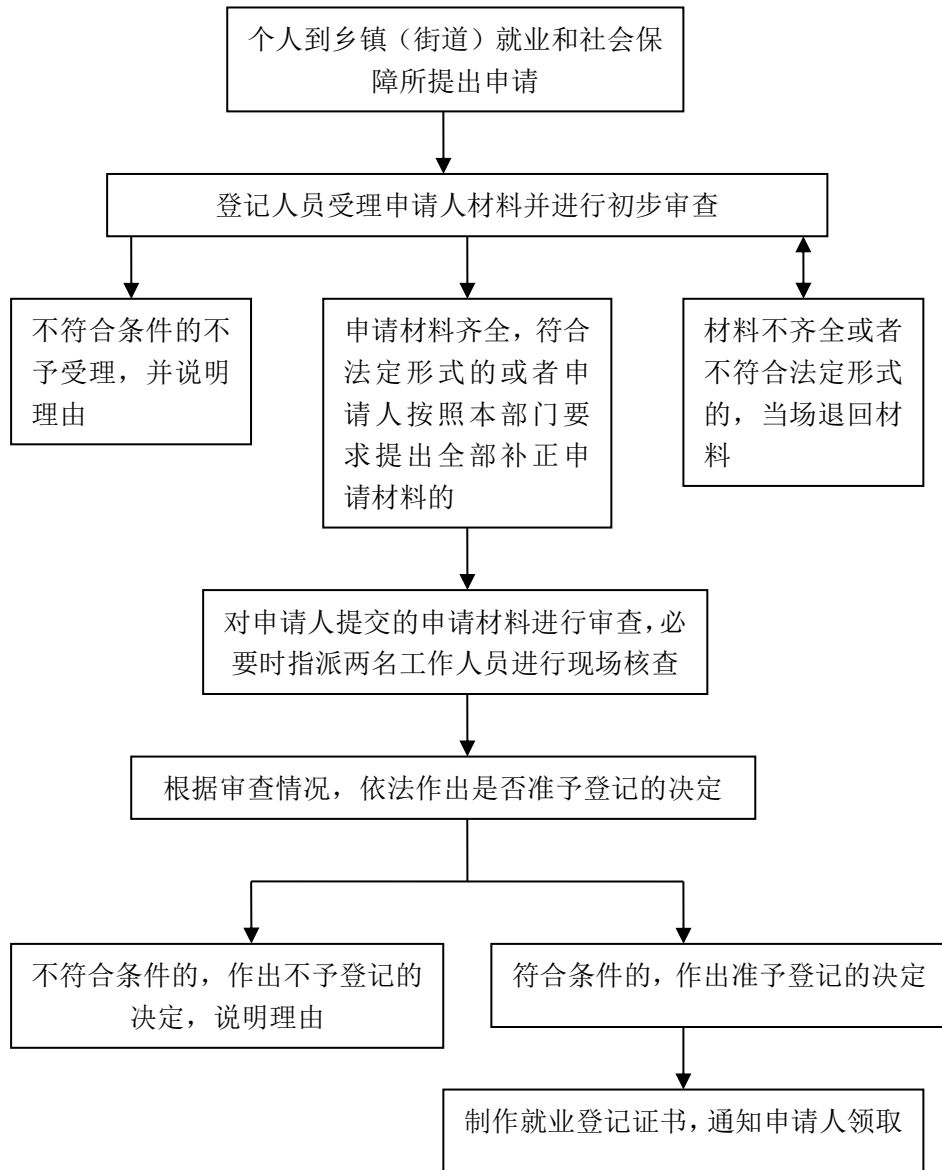 个人到乡镇（街道）就业和社会保
障所提出申请
登记人员受理申请人材料并进行初步审查
不符合条件的不
予受理，并说明
理由
申请材料齐全，符合
法定形式的或者申
请人按照本部门要
求提出全部补正申
请材料的
材料不齐全或者
不符合法定形式
的，当场退回材
料
对申请人提交的申请材料进行审查，必
要时指派两名工作人员进行现场核查
根据审查情况，依法作出是否准予登记的决定
不符合条件的，作出不予登记的
决定，说明理由
符合条件的，作出准予登记的决定
制作就业登记证书，通知申请人领取